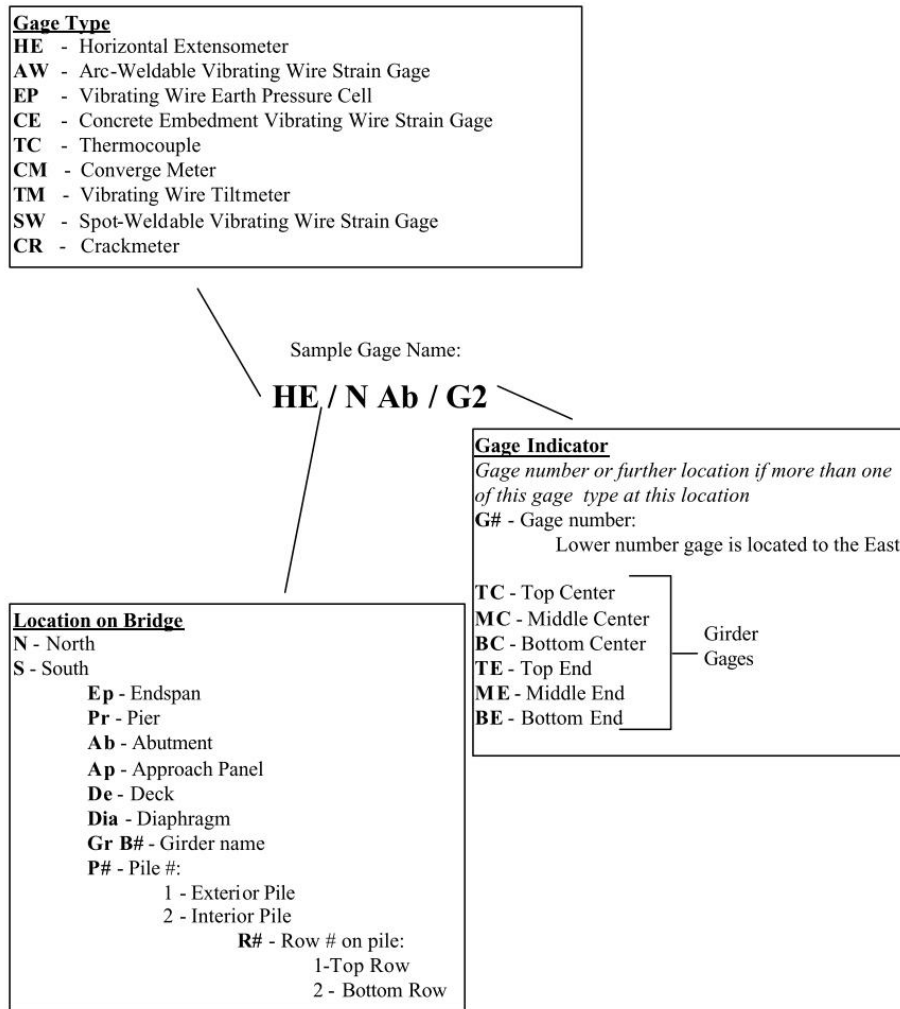 Gage Type
HE - Horizontal Extensometer
AW - Arc-Weldable Vibrating Wire Strain Gage
EP - Vibrating Wire Earth Pressure Cell
CE - Concrete Embedment Vibrating Wire Strain Gage
TC - Thermocouple
CM - Converge Meter
TM - Vibrating Wire Tiltmeter
SW - Spot-Weldable Vibrating Wire Strain Gage
CR - Crackmeter
Sample Gage Name:
HE / N Ab / G2
Gage Indicator
Gage number or further location if more than one
of this gage type at this location
G# - Gage number:
Lower number gage is located to the East
TC - Top Center
MC - Middle Center
BC - Bottom Center
TE - Top End
ME - Middle End
BE - Bottom End
Girder
Gages
Location on Bridge
N - North
S - South
Ep - Endspan
Pr - Pier
Ab - Abutment
Ap - Approach Panel
De - Deck
Dia - Diaphragm
Gr B# - Girder name
P# - Pile #:
1 - Exterior Pile
2 - Interior Pile
R# - Row # on pile:
1-Top Row
2 - Bottom Row